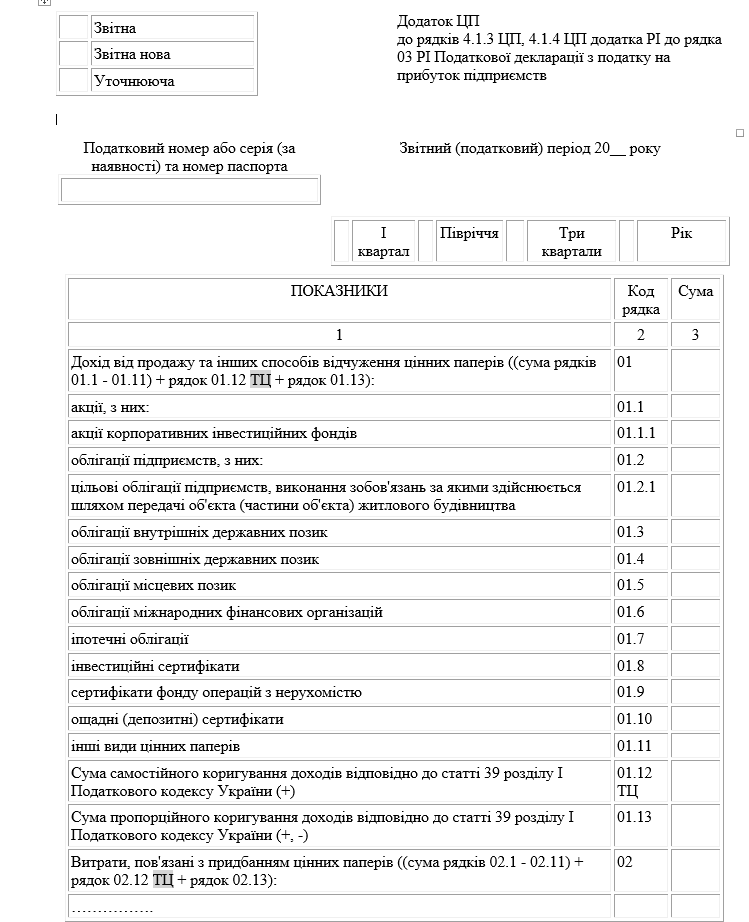 Звітна
Звітна нова
Уточнююча
Додаток ЦП
до рядків 4.1.3 ЦП, 4.1.4 ЦП додатка РІ до рядка
03 РІ Податкової декларації з податку на
прибуток підприємств
Податковий номер або серія (за
наявності) та номер паспорта
Звітний (податковий) період 20__ року
І
квартал
Півріччя
Три
квартали
Рік
ПОКАЗНИКИ
Код
рядка
Сума
1
2
3
Дохід від продажу та інших способів відчуження цінних паперів ((сума рядків
01.1 - 01.11) + рядок 01.12 ТЦ + рядок 01.13):
01
акції, з них:
01.1
акції корпоративних інвестиційних фондів
01.1.1
облігації підприємств, з них:
01.2
цільові облігації підприємств, виконання зобов'язань за якими здійснюється
шляхом передачі об'єкта (частини об'єкта) житлового будівництва
01.2.1
облігації внутрішніх державних позик
01.3
облігації зовнішніх державних позик
01.4
облігації місцевих позик
01.5
облігації міжнародних фінансових організацій
01.6
іпотечні облігації
01.7
інвестиційні сертифікати
01.8
сертифікати фонду операцій з нерухомістю
01.9
ощадні (депозитні) сертифікати
01.10
інші види цінних паперів
01.11
Сума самостійного коригування доходів відповідно до статті 39 розділу І
Податкового кодексу України (+)
01.12
ТЦ
Сума пропорційного коригування доходів відповідно до статті 39 розділу І
Податкового кодексу України (+, -)
01.13
Витрати, пов'язані з придбанням цінних паперів ((сума рядків 02.1 - 02.11) +
рядок 02.12 ТЦ + рядок 02.13):
02
…………….